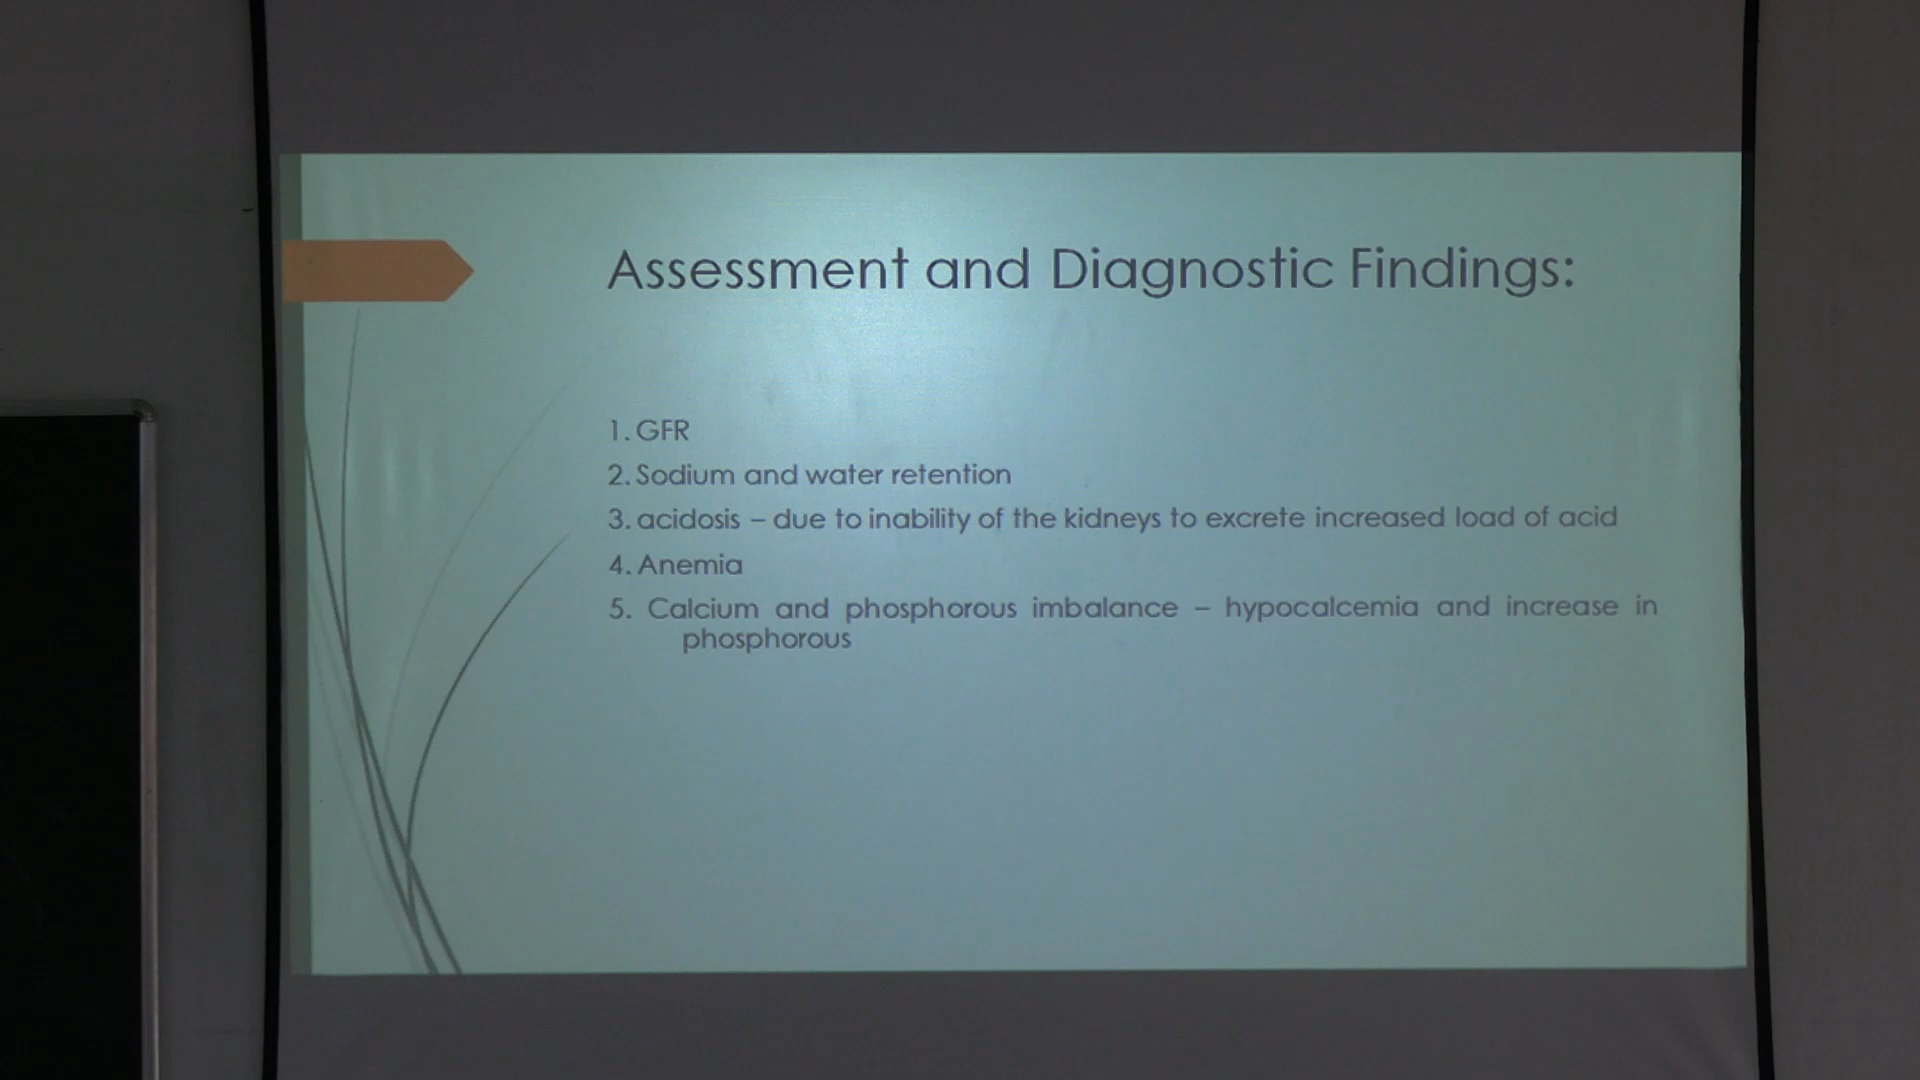 Assessment and Diagnostic Findings:
1. GFR
2. Sodium and water retention
3. acidosis – due to inability of the kidneys to excrete increased load of acid
4. Anemia
5. Calcium and phosphorous imbalance – hypocalcemia and increase in
phosphorous